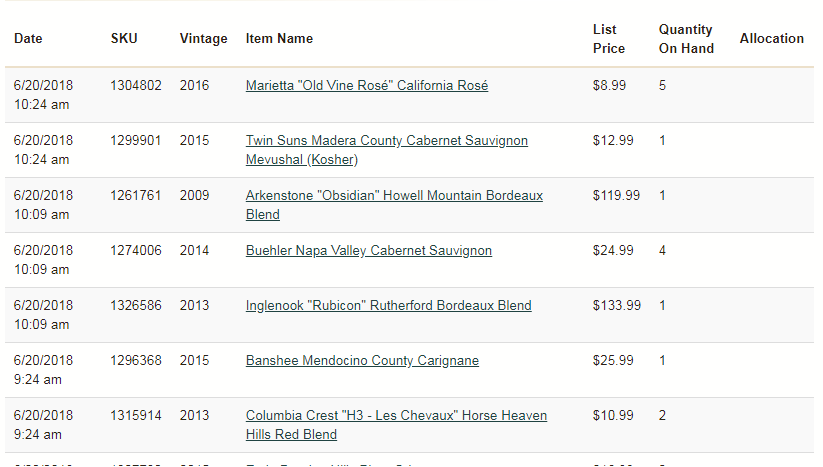 Date SKU Vintage Item Name List Price Quantity On Hand Allocation
6/20/2018 10:24 am 1304802 2016 Marietta "Old Vine Rosé" California Rosé $8.99 5
6/20/2018 10:24 am 1299901 2015 Twin Suns Madera County Cabernet Sauvignon Mevushal (Kosher) $12.99 1
6/20/2018 10:09 am 1261761 2009 Arkenstone "Obsidian" Howell Mountain Bordeaux Blend $119.99 1
6/20/2018 10:09 am 1274006 2014 Buehler Napa Valley Cabernet Sauvignon $24.99 4
6/20/2018 10:09 am 1326586 2013 Inglenook "Rubicon" Rutherford Bordeaux Blend $133.99 1
6/20/2018 9:24 am 1296368 2015 Banshee Mendocino County Carignane $25.99 1
6/20/2018 9:24 am 1315914 2013 Columbia Crest "H3 - Les Chevaux" Horse Heaven Hills Red Blend $10.99 2